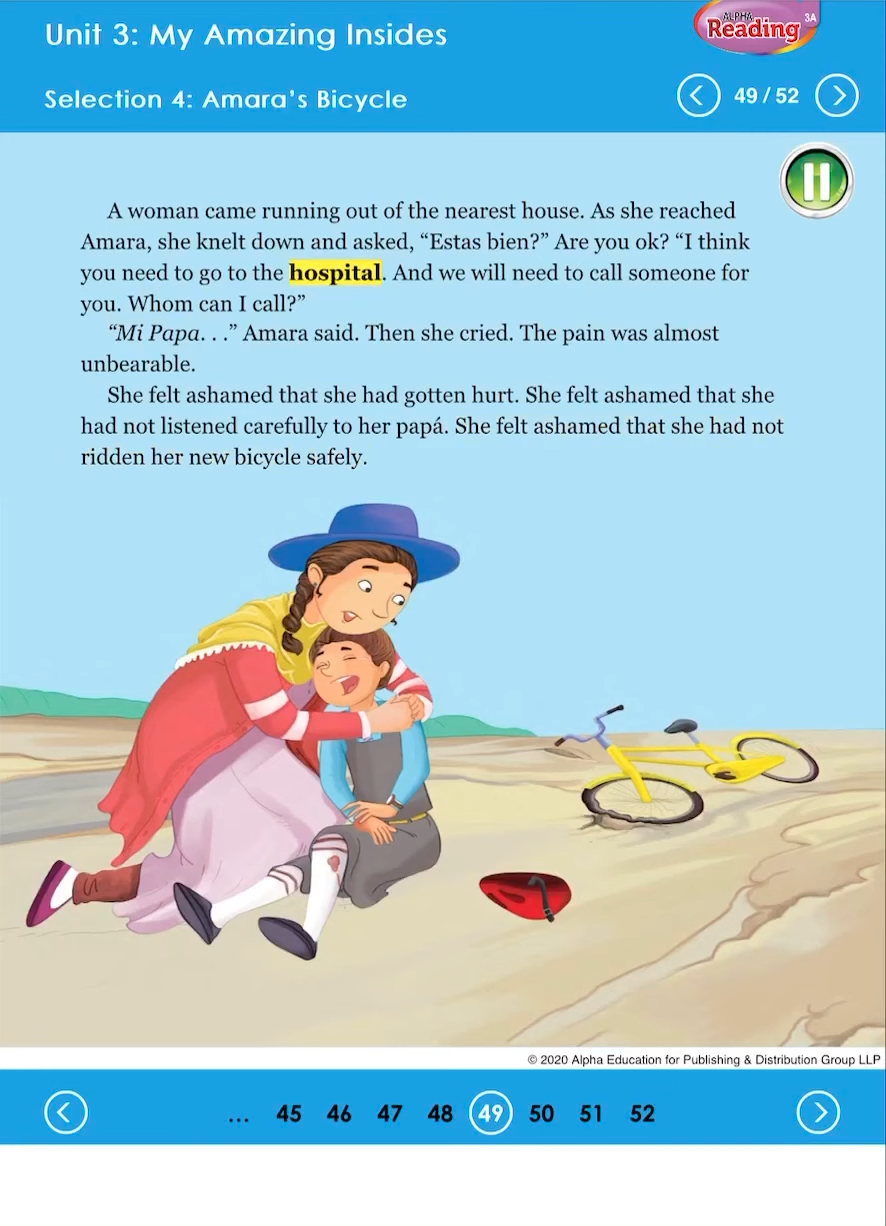 Unit 3: My Amazing Insides
ALPHA
Reading
3A
Selection 4: Amara's Bicycle
49 / 52
A woman came running out of the nearest house. As she reached
Amara, she knelt down and asked, “Estas bien?” Are you ok? “I think
you need to go to the hospital. And we will need to call someone for
you. Whom can I call?”
“Mi Papa. . .” Amara said. Then she cried. The pain was almost
unbearable.
She felt ashamed that she had gotten hurt. She felt ashamed that she
had not listened carefully to her papá. She felt ashamed that she had not
ridden her new bicycle safely.
© 2020 Alpha Education for Publishing & Distribution Group LLP
... 45 46 47 48 49 50 51 52